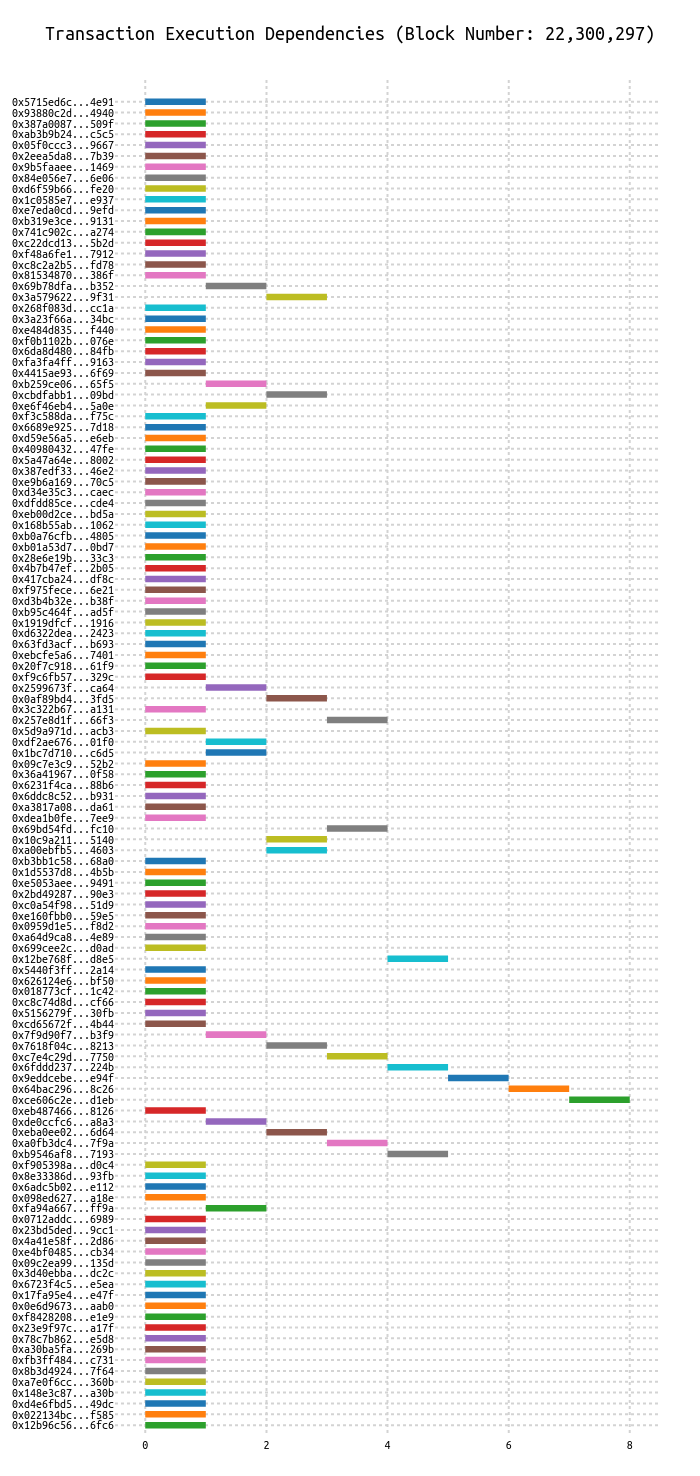 Transaction Execution Dependencies (Block Number: 22,300,297)
0x5715ed6c...4e91
0x93880c2d...4940
0x387a0087...509f
0xab3b9b24...c5c5
0x05f0ccc3...9667
0x2eea5da8...7b39
0x9b5faaee...1469
0x84e056e7...6e06
0xd6f59b66...fe20
0x1c0585e7...e937
0xe7eda0cd...9efd
0xb319e3ce...9131
0x741c902c...a274
0xc22dcd13...5b2d
0xf48a6fe1...7912
0xc8c2a2b5...fd78
0x81534870...386f
0x69b78dfa...b352
0x3a579622...9f31
0x268f083d...cc1a
0x3a23f66a...34bc
0xe484d835...f440
0xf0b1102b...076e
0x6da8d480...84fb
0xfa3fa4ff...9163
0x4415ae93...6f69
0xb259ce06...65f5
0xcbdfabb1...09bd
0xe6f46eb4...5a0e
0xf3c588da...f75c
0x6689e925...7d18
0xd59e56a5...e6eb
0x40980432...47fe
0x5a47a64e...8002
0x387edf33...46e2
0xe9b6a169...70c5
0xd34e35c3...caec
0xdfdd85ce...cde4
0xeb00d2ce...bd5a
0x168b55ab...1062
0xb0a76cfb...4805
0xb01a53d7...0bd7
0x28e6e19b...33c3
0x4b7b47ef...2b05
0x417cba24...df8c
0xf975fece...6e21
0xd3b4b32e...b38f
0xb95c464f...ad5f
0x1919dfcf...1916
0xd6322dea...2423
0x63fd3acf...b693
0xebcfe5a6...7401
0x20f7c918...61f9
0xf9c6fb57...329c
0x2599673f...ca64
0x0af89bd4...3fd5
0x3c322b67...a131
0x257e8d1f...66f3
0x5d9a971d...acb3
0xdf2ae676...01f0
0x1bc7d710...c6d5
0x09c7e3c9...52b2
0x36a41967...0f58
0x6231f4ca...88b6
0x6ddc8c52...b931
0xa3817a08...da61
0xdea1b0fe...7ee9
0x69bd54fd...fc10
0x10c9a211...5140
0xa00ebfb5...4603
0xb3bb1c58...68a0
0x1d5537d8...4b5b
0xe5053aee...9491
0x2bd49287...90e3
0xc0a54f98...51d9
0xe160fbb0...59e5
0x0959d1e5...f8d2
0xa64d9ca8...4e89
0x699cee2c...d0ad
0x12be768f...d8e5
0x5440f3ff...2a14
0x626124e6...bf50
0x018773cf...1c42
0xc8c74d8d...cf66
0x5156279f...30fb
0xcd65672f...4b44
0x7f9d90f7...b3f9
0x7618f04c...8213
0xc7e4c29d...7750
0x6fddd237...224b
0x9eddcebe...e94f
0x64bac296...8c26
0xce606c2e...d1eb
0xeb487466...8126
0xde0ccfc6...a8a3
0xeba0ee02...6d64
0xa0fb3dc4...7f9a
0xb9546af8...7193
0xf905398a...d0c4
0x8e33386d...93fb
0x6adc5b02...e112
0x098ed627...a18e
0xfa94a667...ff9a
0x0712addc...6989
0x23bd5ded...9cc1
0x4a41e58f...2d86
0xe4bf0485...cb34
0x09c2ea99...135d
0x3d40ebba...dc2c
0x6723f4c5...e5ea
0x17fa95e4...e47f
0x0e6d9673...aab0
0xf8428208...e1e9
0x23e9f97c...a17f
0x78c7b862...e5d8
0xa30ba5fa...269b
0xfb3ff484...c731
0x8b3d4924...7f64
0xa7e0f6cc...360b
0x148e3c87...a30b
0xd4e6fbd5...49dc
0x022134bc...f585
0x12b96c56...6fc6
0 2 4 6 8